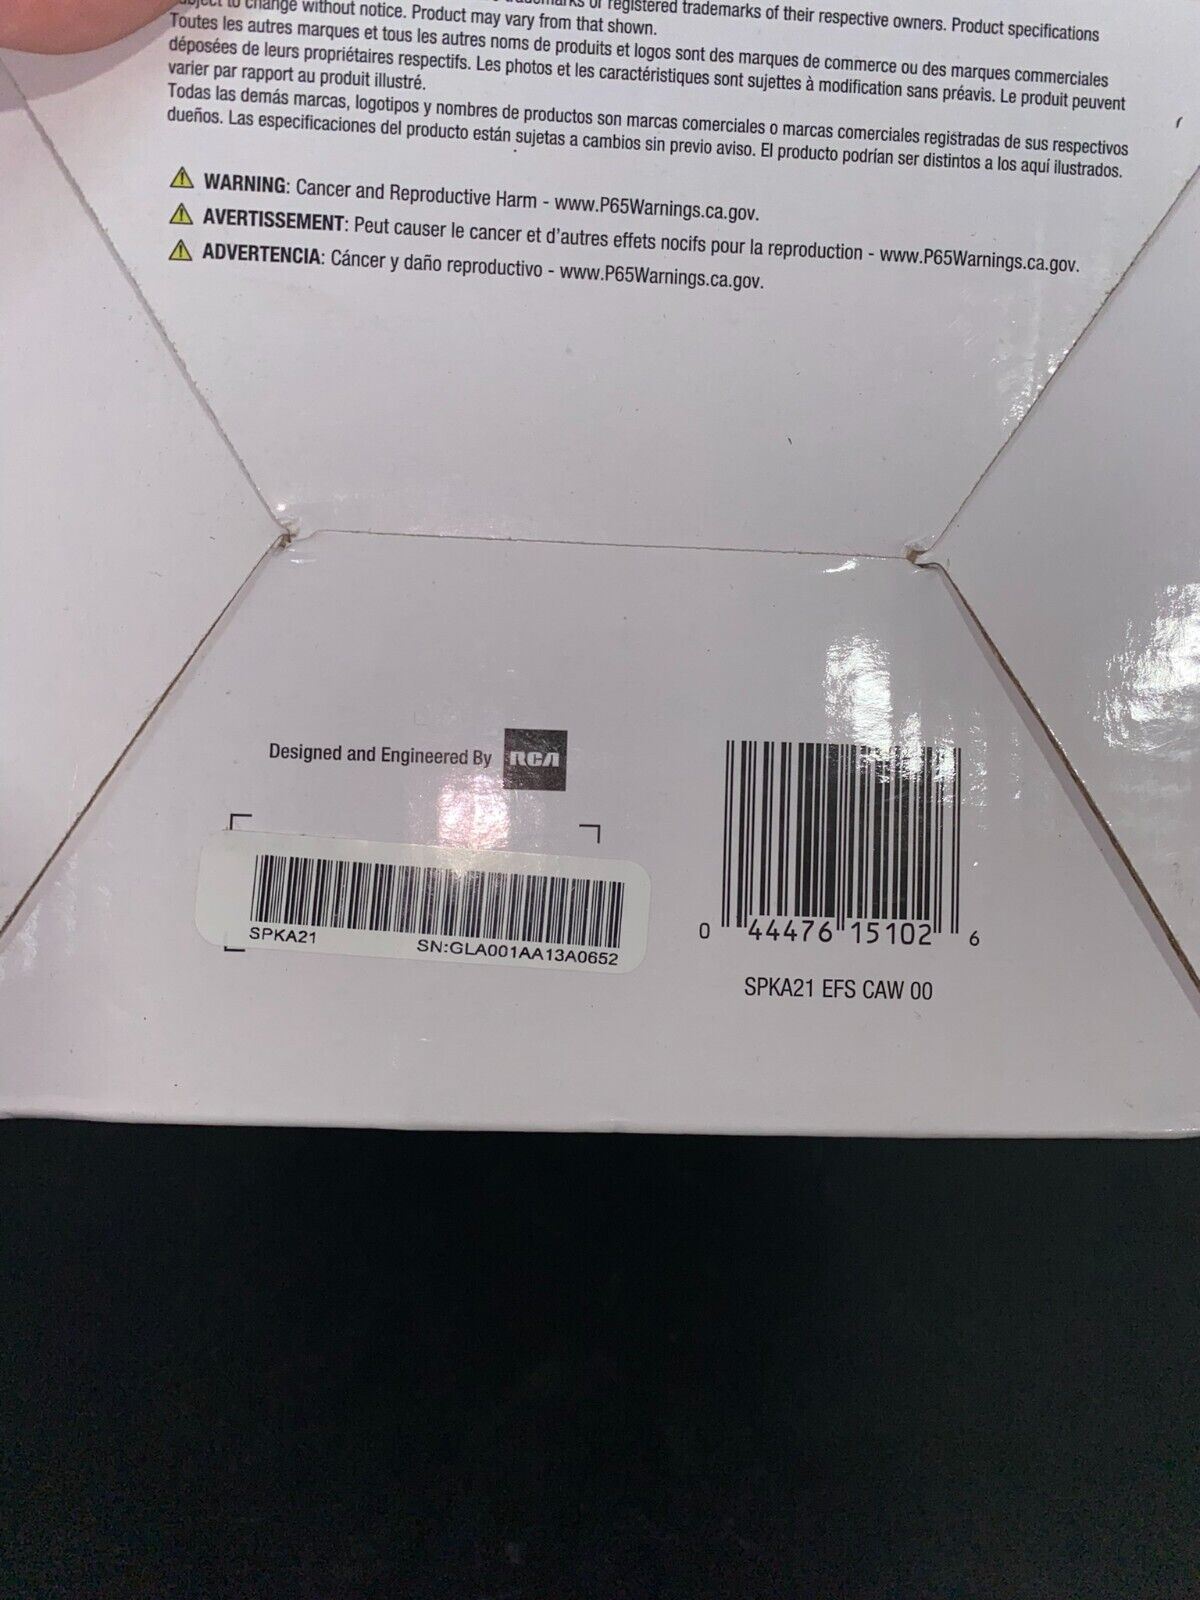 to change without notice. Product may vary from that shown.
or registered trademarks of their respective owners. Product specifications
Toutes les autres marques et tous les autres noms de produits et logos sont des marques de commerce ou des marques commerciales
déposées de leurs propriétaires respectifs. Les photos et les caractéristiques sont sujettes à modification sans préavis. Le produit peuvent
varier par rapport au produit illustré.
Todas las demás marcas, logotipos y nombres de productos son marcas comerciales o marcas comerciales registradas de sus respectivos
dueños. Las especificaciones del producto están sujetas a cambios sin previo aviso. El producto podrían ser distintos a los aquí ilustrados.
WARNING: Cancer and Reproductive Harm - www.P65Warnings.ca.gov.
AVERTISSEMENT: Peut causer le cancer et d'autres effets nocifs pour la reproduction - www.P65Warnings.ca.gov.
ADVERTENCIA: Cáncer y daño reproductivo - www.P65Warnings.ca.gov.
Designed and Engineered By RCA
SPKA21 SN:GLA001AA13A0652
0 44476 15102 6
SPKA21 EFS CAW 00